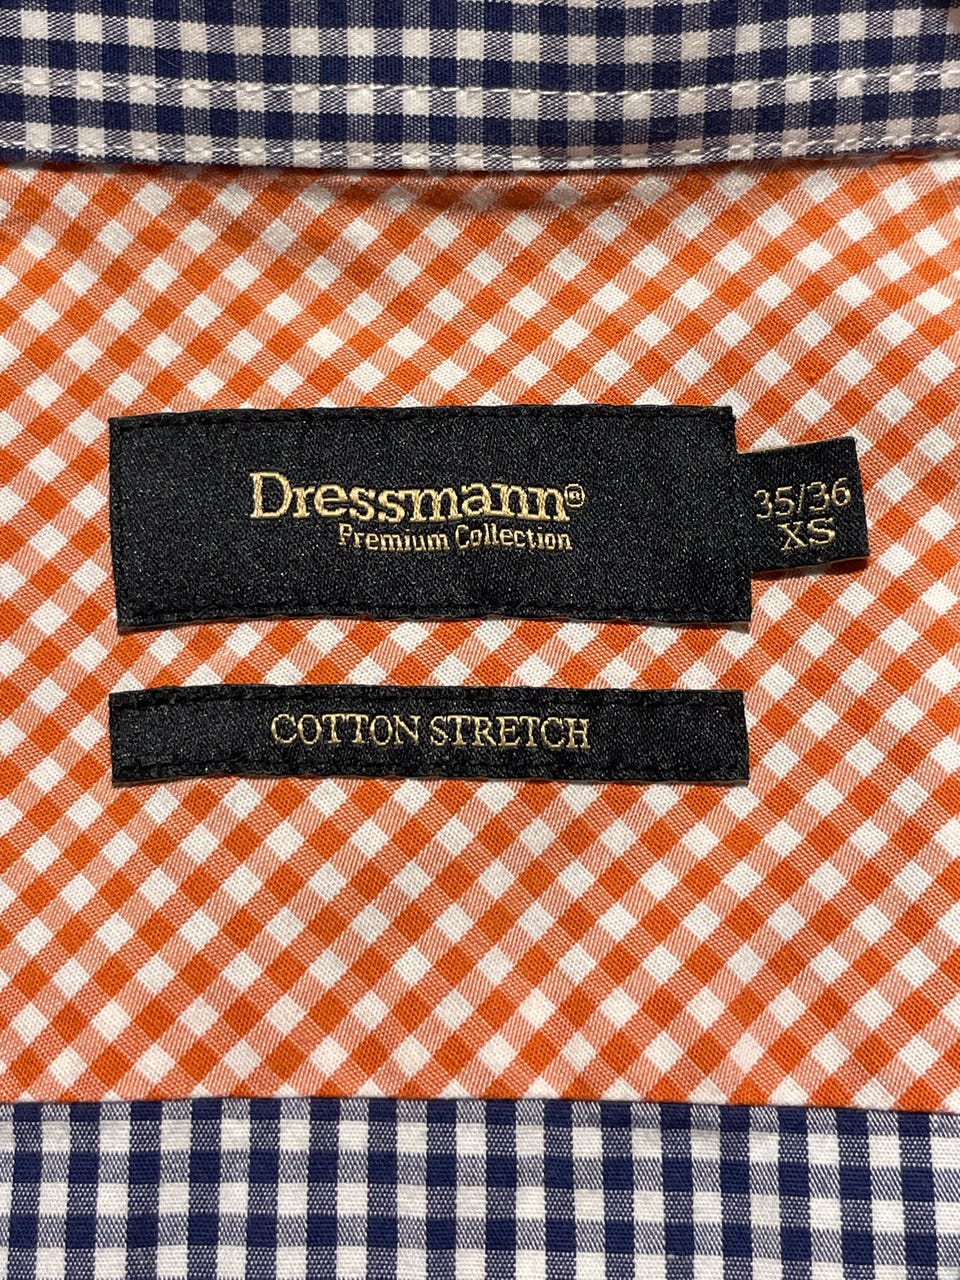 Dressmann®
Premium Collection
35/36
XS
COTTON STRETCH